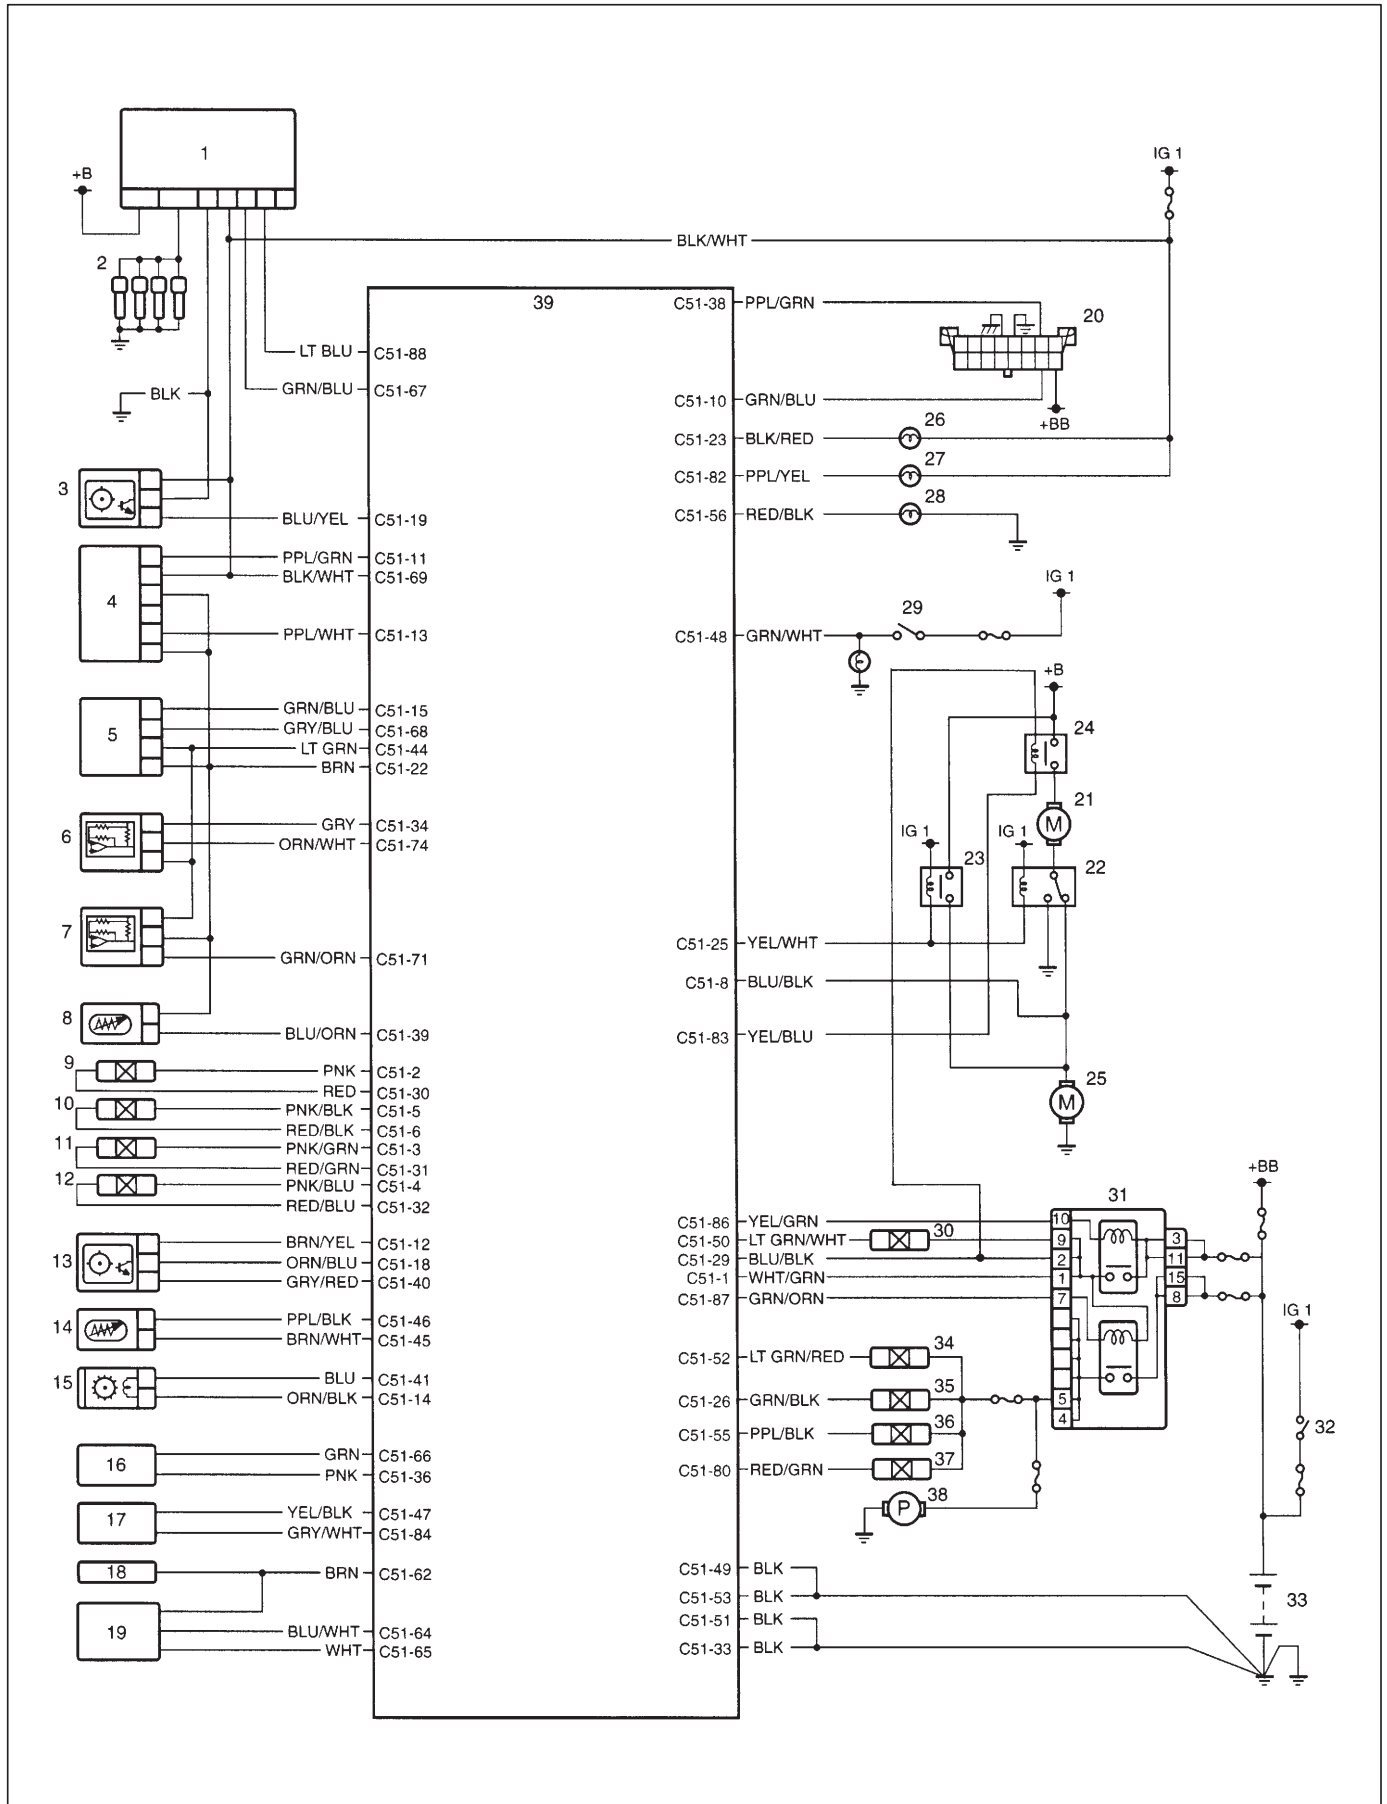 1
+B
IG 1
2
BLK/WHT
39
C51-38 PPL/GRN
20
LT BLU C51-88
GRN/BLU C51-67
BLK
C51-10 GRN/BLU
+BB
C51-23 BLK/RED
26
C51-82 PPL/YEL
27
C51-56 RED/BLK
28
3
BLU/YEL C51-19
4
PPL/GRN C51-11
BLK/WHT C51-69
PPL/WHT C51-13
IG 1
C51-48 GRN/WHT
29
+B
5
GRN/BLU C51-15
GRY/BLU C51-68
LT GRN C51-44
BRN C51-22
24
21
M
6
GRY C51-34
ORN/WHT C51-74
IG 1
23
IG 1
22
7
GRN/ORN C51-71
C51-25 YEL/WHT
C51-8 BLU/BLK
C51-83 YEL/BLU
8
BLU/ORN C51-39
9
PNK C51-2
RED C51-30
10
PNK/BLK C51-5
RED/BLK C51-6
11
PNK/GRN C51-3
RED/GRN C51-31
12
PNK/BLU C51-4
RED/BLU C51-32
25
M
13
BRN/YEL C51-12
ORN/BLU C51-18
GRY/RED C51-40
14
PPL/BLK C51-46
BRN/WHT C51-45
15
BLU C51-41
ORN/BLK C51-14
16
GRN C51-66
PNK C51-36
17
YEL/BLK C51-47
GRY/WHT C51-84
18
BRN C51-62
19
BLU/WHT C51-64
WHT C51-65
+BB
31
C51-86 YEL/GRN
10
C51-50 LT GRN/WHT
30
9
3
C51-29 BLU/BLK
2
11
C51-1 WHT/GRN
1
15
C51-87 GRN/ORN
7
8
IG 1
C51-52 LT GRN/RED
34
C51-26 GRN/BLK
35
5
C51-55 PPL/BLK
36
4
32
C51-80 RED/GRN
37
P
38
C51-49 BLK
C51-53 BLK
C51-51 BLK
C51-33 BLK
33